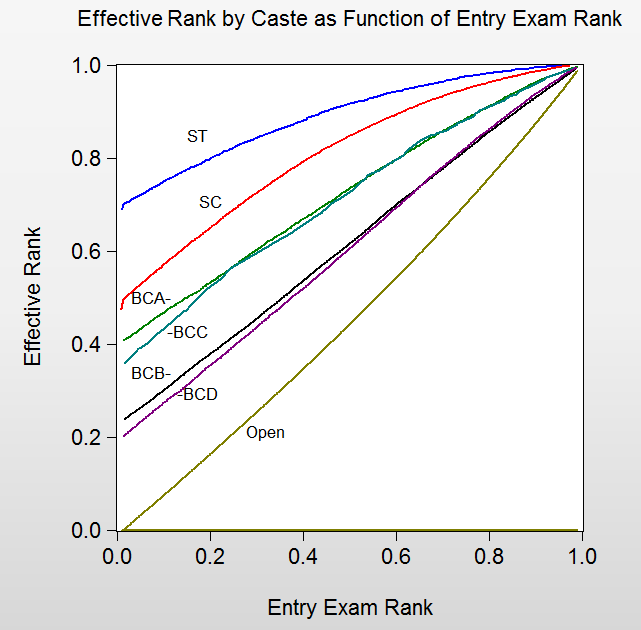 Effective Rank by Caste as Function of Entry Exam Rank
1.0
0.8
0.6
0.4
0.2
0.0
Effective Rank
ST
SC
BCA-
-BCC
BCB-
-BCD
Open
0.0 0.2 0.4 0.6 0.8 1.0
Entry Exam Rank